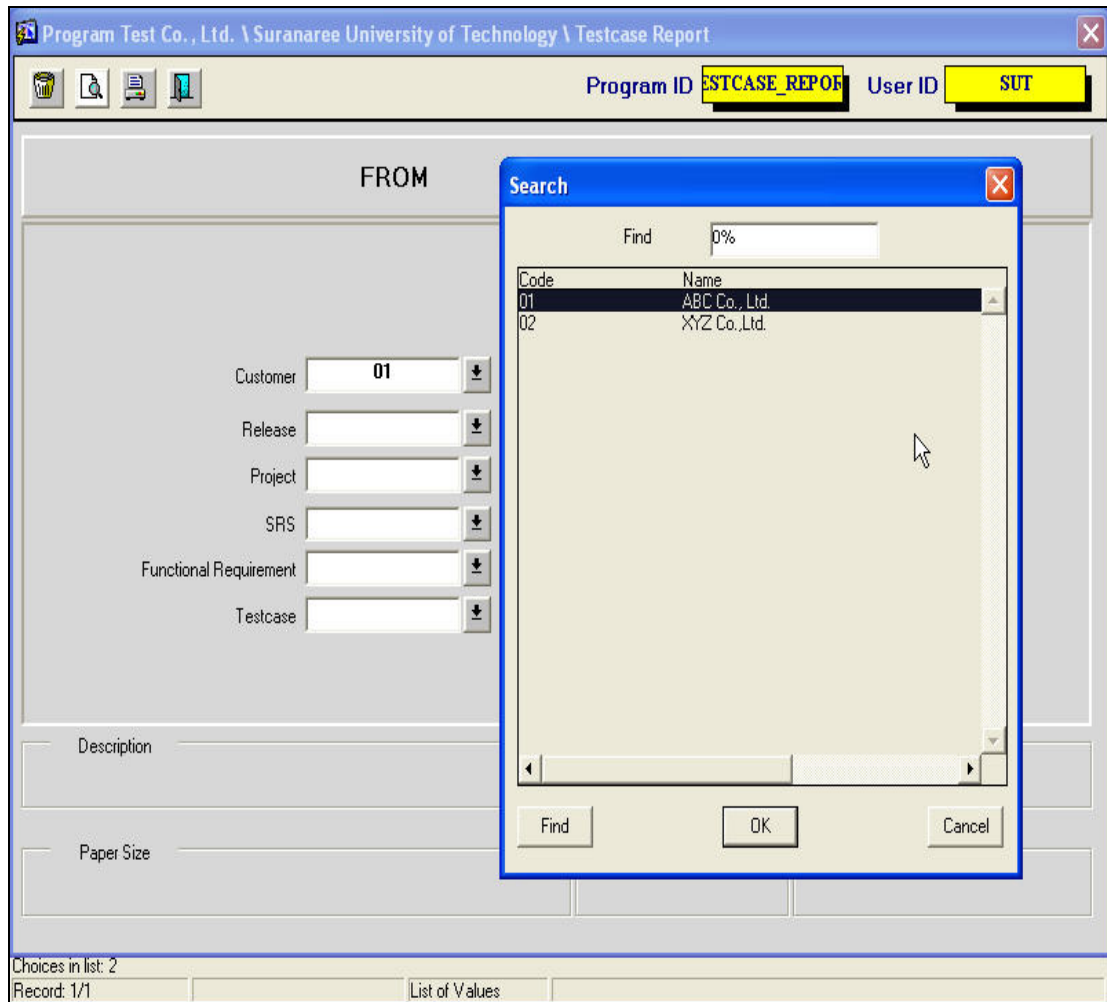 Program Test Co., Ltd. \ Suranaree University of Technology \ Testcase Report
Program ID ESTCASE_REPOR User ID SUT
FROM
Customer 01
Release
Project
SRS
Functional Requirement
Testcase
Description
Paper Size
Search
Find 0%
Code Name
01 ABC Co., Ltd.
02 XYZ Co.,Ltd.
Find OK Cancel
Choices in list: 2
Record: 1/1 List of Values